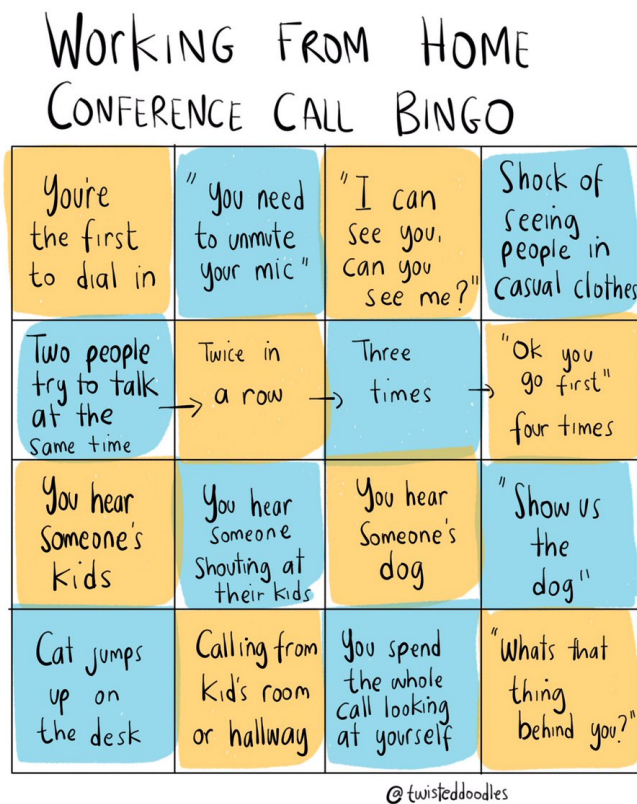 WORKING FROM HOME
CONFERENCE CALL BINGO
You're
the first
to dial in
"You need
to unmute
your mic"
"I can
see you,
can you
see me?"
Shock of
seeing
people in
casual clothes
Two people
try to talk
at the
same time
Twice in
a row
Three
times
"Ok you
go first"
four times
You hear
someone's
kids
You hear
someone
shouting at
their kids
You hear
someone's
dog
"Show us
the
dog"
Cat jumps
up on
the desk
Calling from
kid's room
or hallway
You spend
the whole
call looking
at yourself
"Whats that
thing
behind you?"
@twisteddoodles